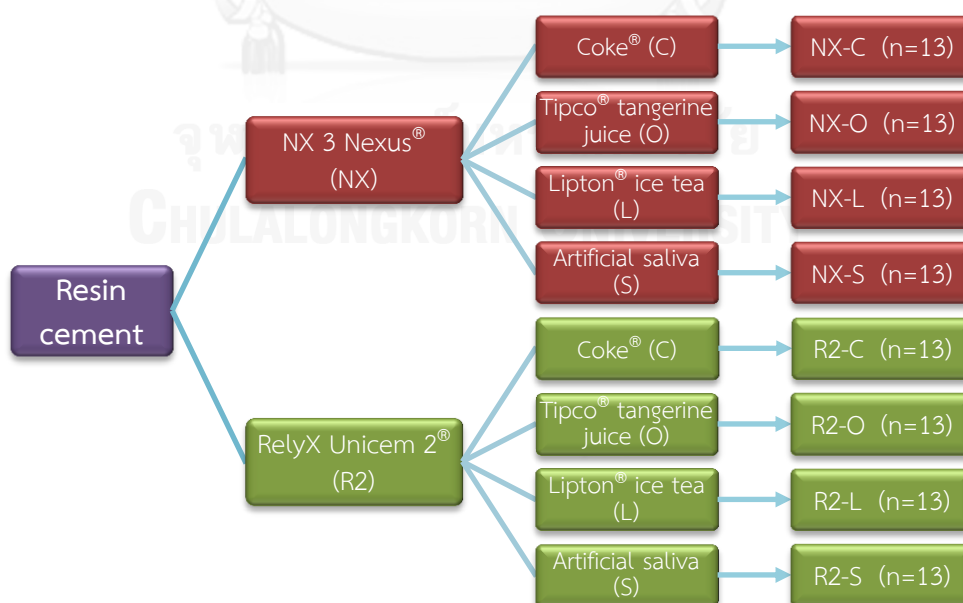 Coke® (C)
NX-C (n=13)
Tipco® tangerine
juice (O)
NX-O (n=13)
NX 3 Nexus®
(NX)
Lipton® ice tea
(L)
NX-L (n=13)
CHULALONGKORN
Artificial saliva
(S)
NX-S (n=13)
Resin
cement
Coke® (C)
R2-C (n=13)
Tipco® tangerine
juice (O)
R2-O (n=13)
RelyX Unicem 2®
(R2)
Lipton® ice tea
(L)
R2-L (n=13)
Artificial saliva
(S)
R2-S (n=13)